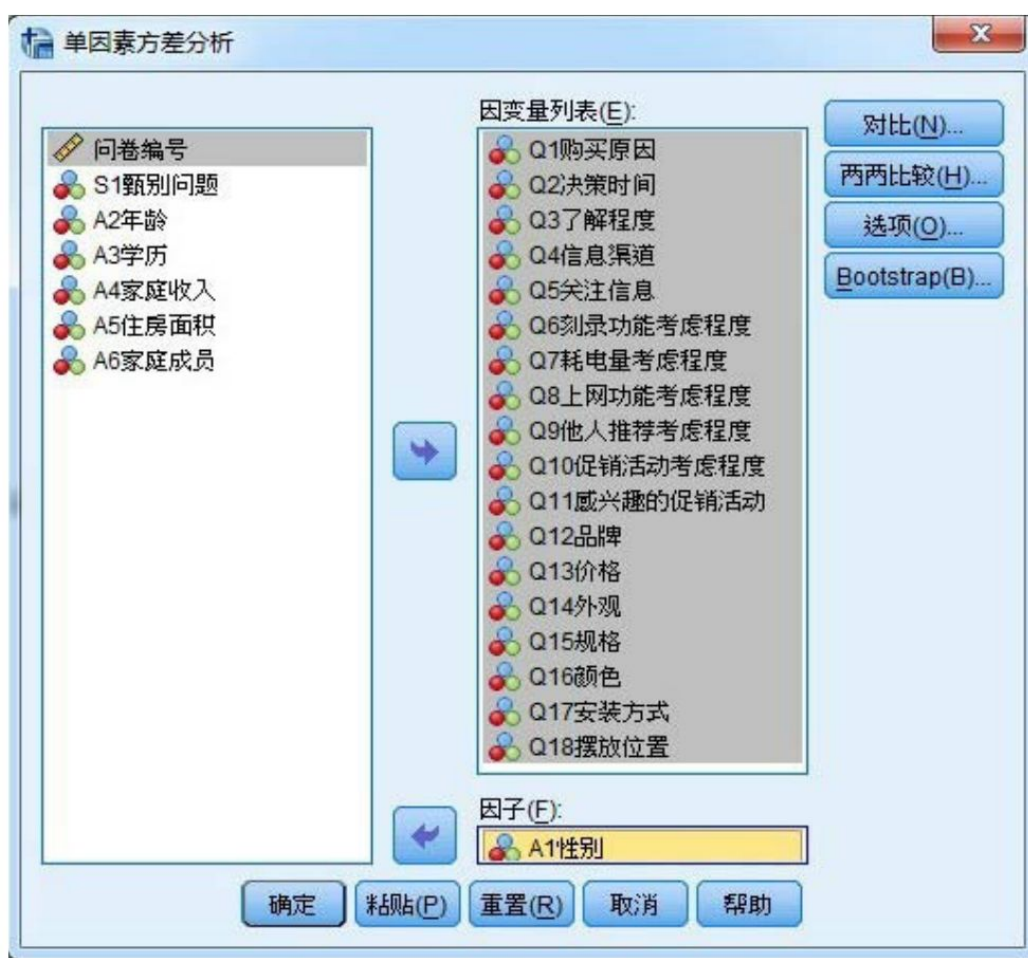 单因素方差分析
问卷编号
S1甄别问题
A2年龄
A3学历
A4家庭收入
A5住房面积
A6家庭成员
因变量列表(E):
Q1购买原因
Q2决策时间
Q3了解程度
Q4信息渠道
Q5关注信息
Q6刻录功能考虑程度
Q7耗电量考虑程度
Q8上网功能考虑程度
Q9他人推荐考虑程度
Q10促销活动考虑程度
Q11感兴趣的促销活动
Q12品牌
Q13价格
Q14外观
Q15规格
Q16颜色
Q17安装方式
Q18摆放位置
因子(F):
A1性别
对比(N)...
两两比较(H)...
选项(O)...
Bootstrap(B)...
确定
粘贴(P)
重置(R)
取消
帮助